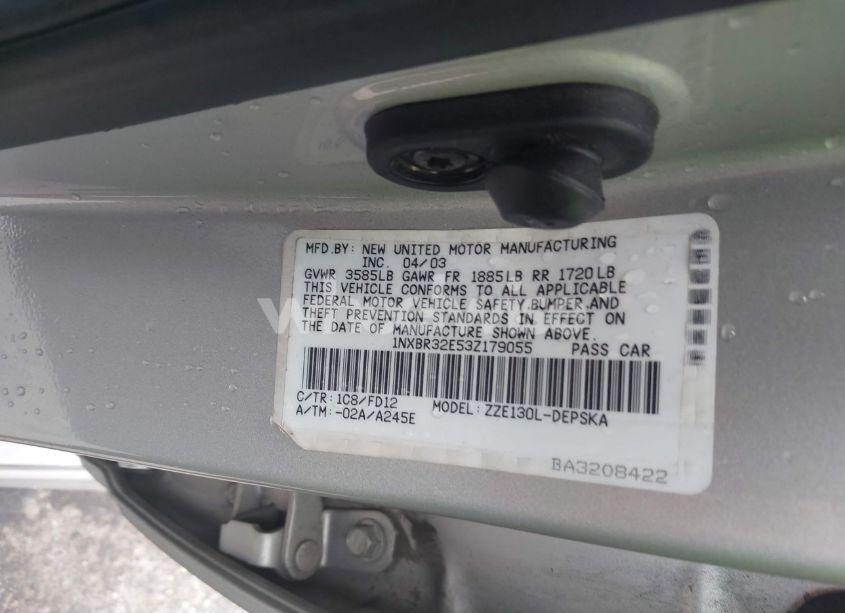 MFD.BY: NEW UNITED MOTOR MANUFACTURING
INC. 04/03
GVWR 3585LB GAWR FR 1885LB RR 1720LB
THIS VEHICLE CONFORMS TO ALL APPLICABLE
FEDERAL MOTOR VEHICLE SAFETY,BUMPER,AND
THEFT PREVENTION STANDARDS IN EFFECT ON
THE DATE OF MANUFACTURE SHOWN ABOVE.
1NXBR32E53Z179055 PASS CAR
C/TR: 1C8/FD12
A/TM: -02A/A245E MODEL: ZZE130L-DEPSKA
BA3208422